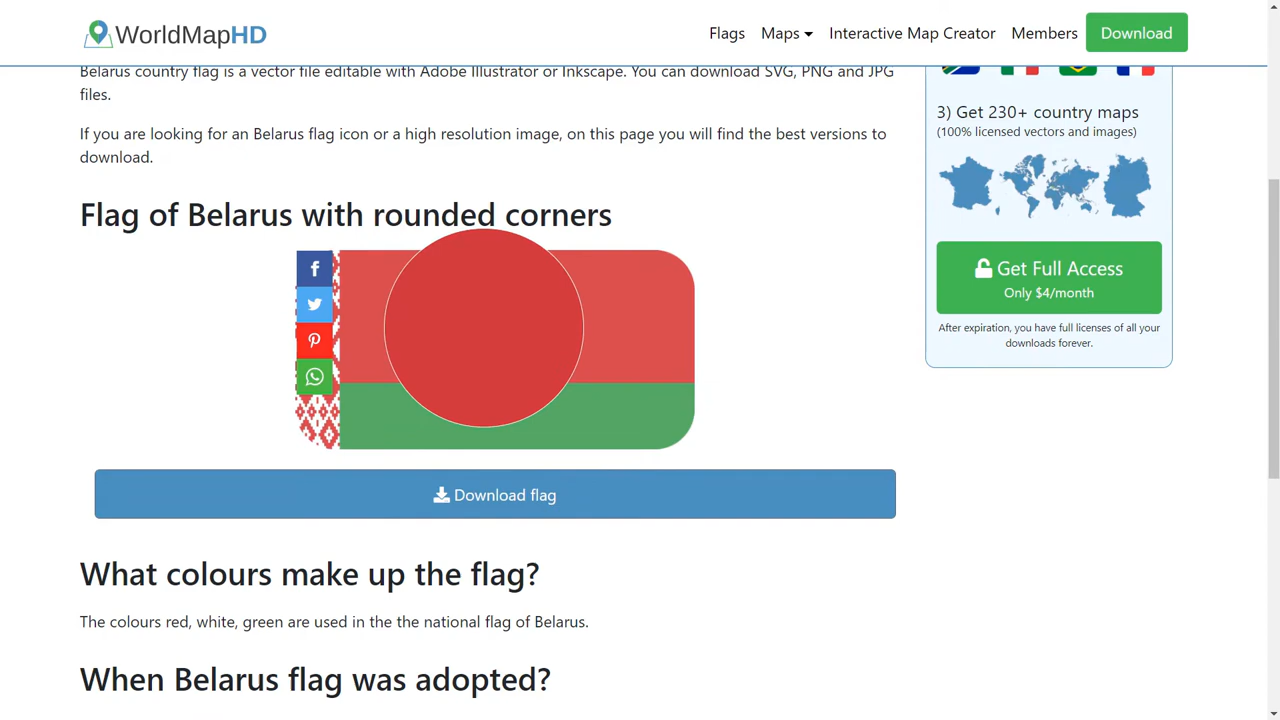 WorldMapHD
Flags Maps Interactive Map Creator Members Download
Belarus country flag is a vector file editable with Adobe Illustrator or Inkscape. You can download SVG, PNG and JPG
files.
If you are looking for an Belarus flag icon or a high resolution image, on this page you will find the best versions to
download.
Flag of Belarus with rounded corners
Download flag
What colours make up the flag?
The colours red, white, green are used in the the national flag of Belarus.
When Belarus flag was adopted?
3) Get 230+ country maps
(100% licensed vectors and images)
Get Full Access
Only $4/month
After expiration, you have full licenses of all your
downloads forever.